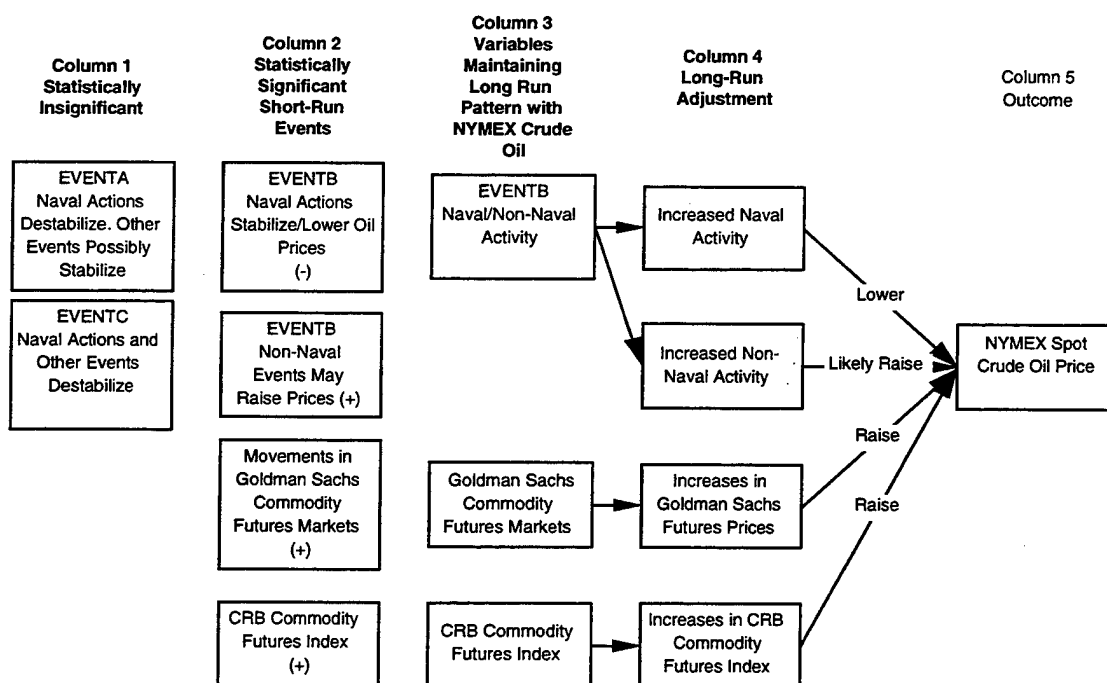 Column 1
Statistically
Insignificant
Column 2
Statistically
Significant
Short-Run
Events
Column 3
Variables
Maintaining
Long Run
Pattern with
NYMEX Crude
Oil
Column 4
Long-Run
Adjustment
Column 5
Outcome
EVENTA
Naval Actions
Destabilize. Other
Events Possibly
Stabilize
EVENTC
Naval Actions and
Other Events
Destabilize
EVENTB
Naval Actions
Stabilize/Lower Oil
Prices
(-)
EVENTB
Non-Naval
Events May
Raise Prices (+)
Movements in
Goldman Sachs
Commodity
Futures Markets
(+)
CRB Commodity
Futures Index
(+)
EVENTB
Naval/Non-Naval
Activity
Goldman Sachs
Commodity
Futures Markets
CRB Commodity
Futures Index
Increased Naval
Activity
Increased Non-
Naval Activity
Increases in
Goldman Sachs
Futures Prices
Increases in CRB
Commodity
Futures Index
Lower
Likely Raise
Raise
Raise
NYMEX Spot
Crude Oil Price